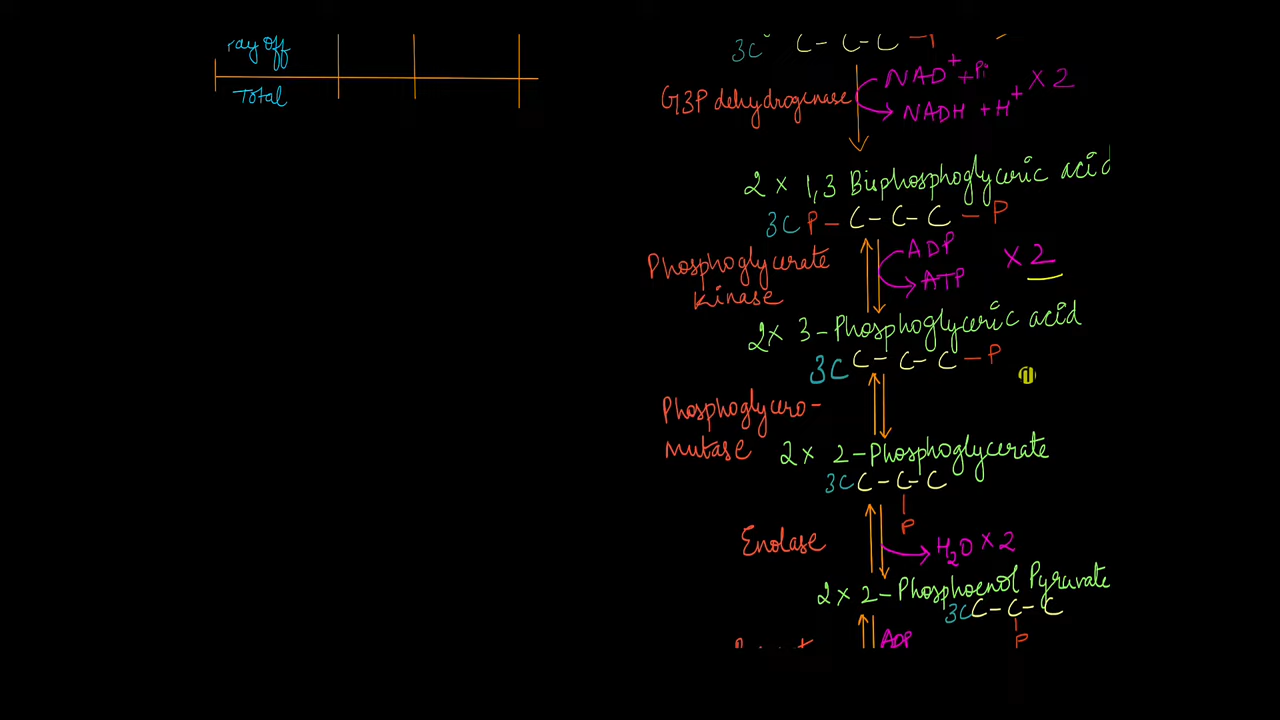 ray off
Total
3C C - C - C - P
G3P dehydrogenase
NAD+ + Pi
NADH + H+
× 2
2 × 1,3 Bisphosphoglyceric acid
3C P - C - C - C - P
Phosphoglycerate
Kinase
ADP
ATP
× 2
2 × 3-Phosphoglyceric acid
3C C - C - C - P
Phosphoglycero-
mutase
2 × 2-Phosphoglycerate
3C C - C - C
P
Enolase
H2O × 2
2 × 2-Phosphoenol Pyruvate
3C C - C - C
P
ADP